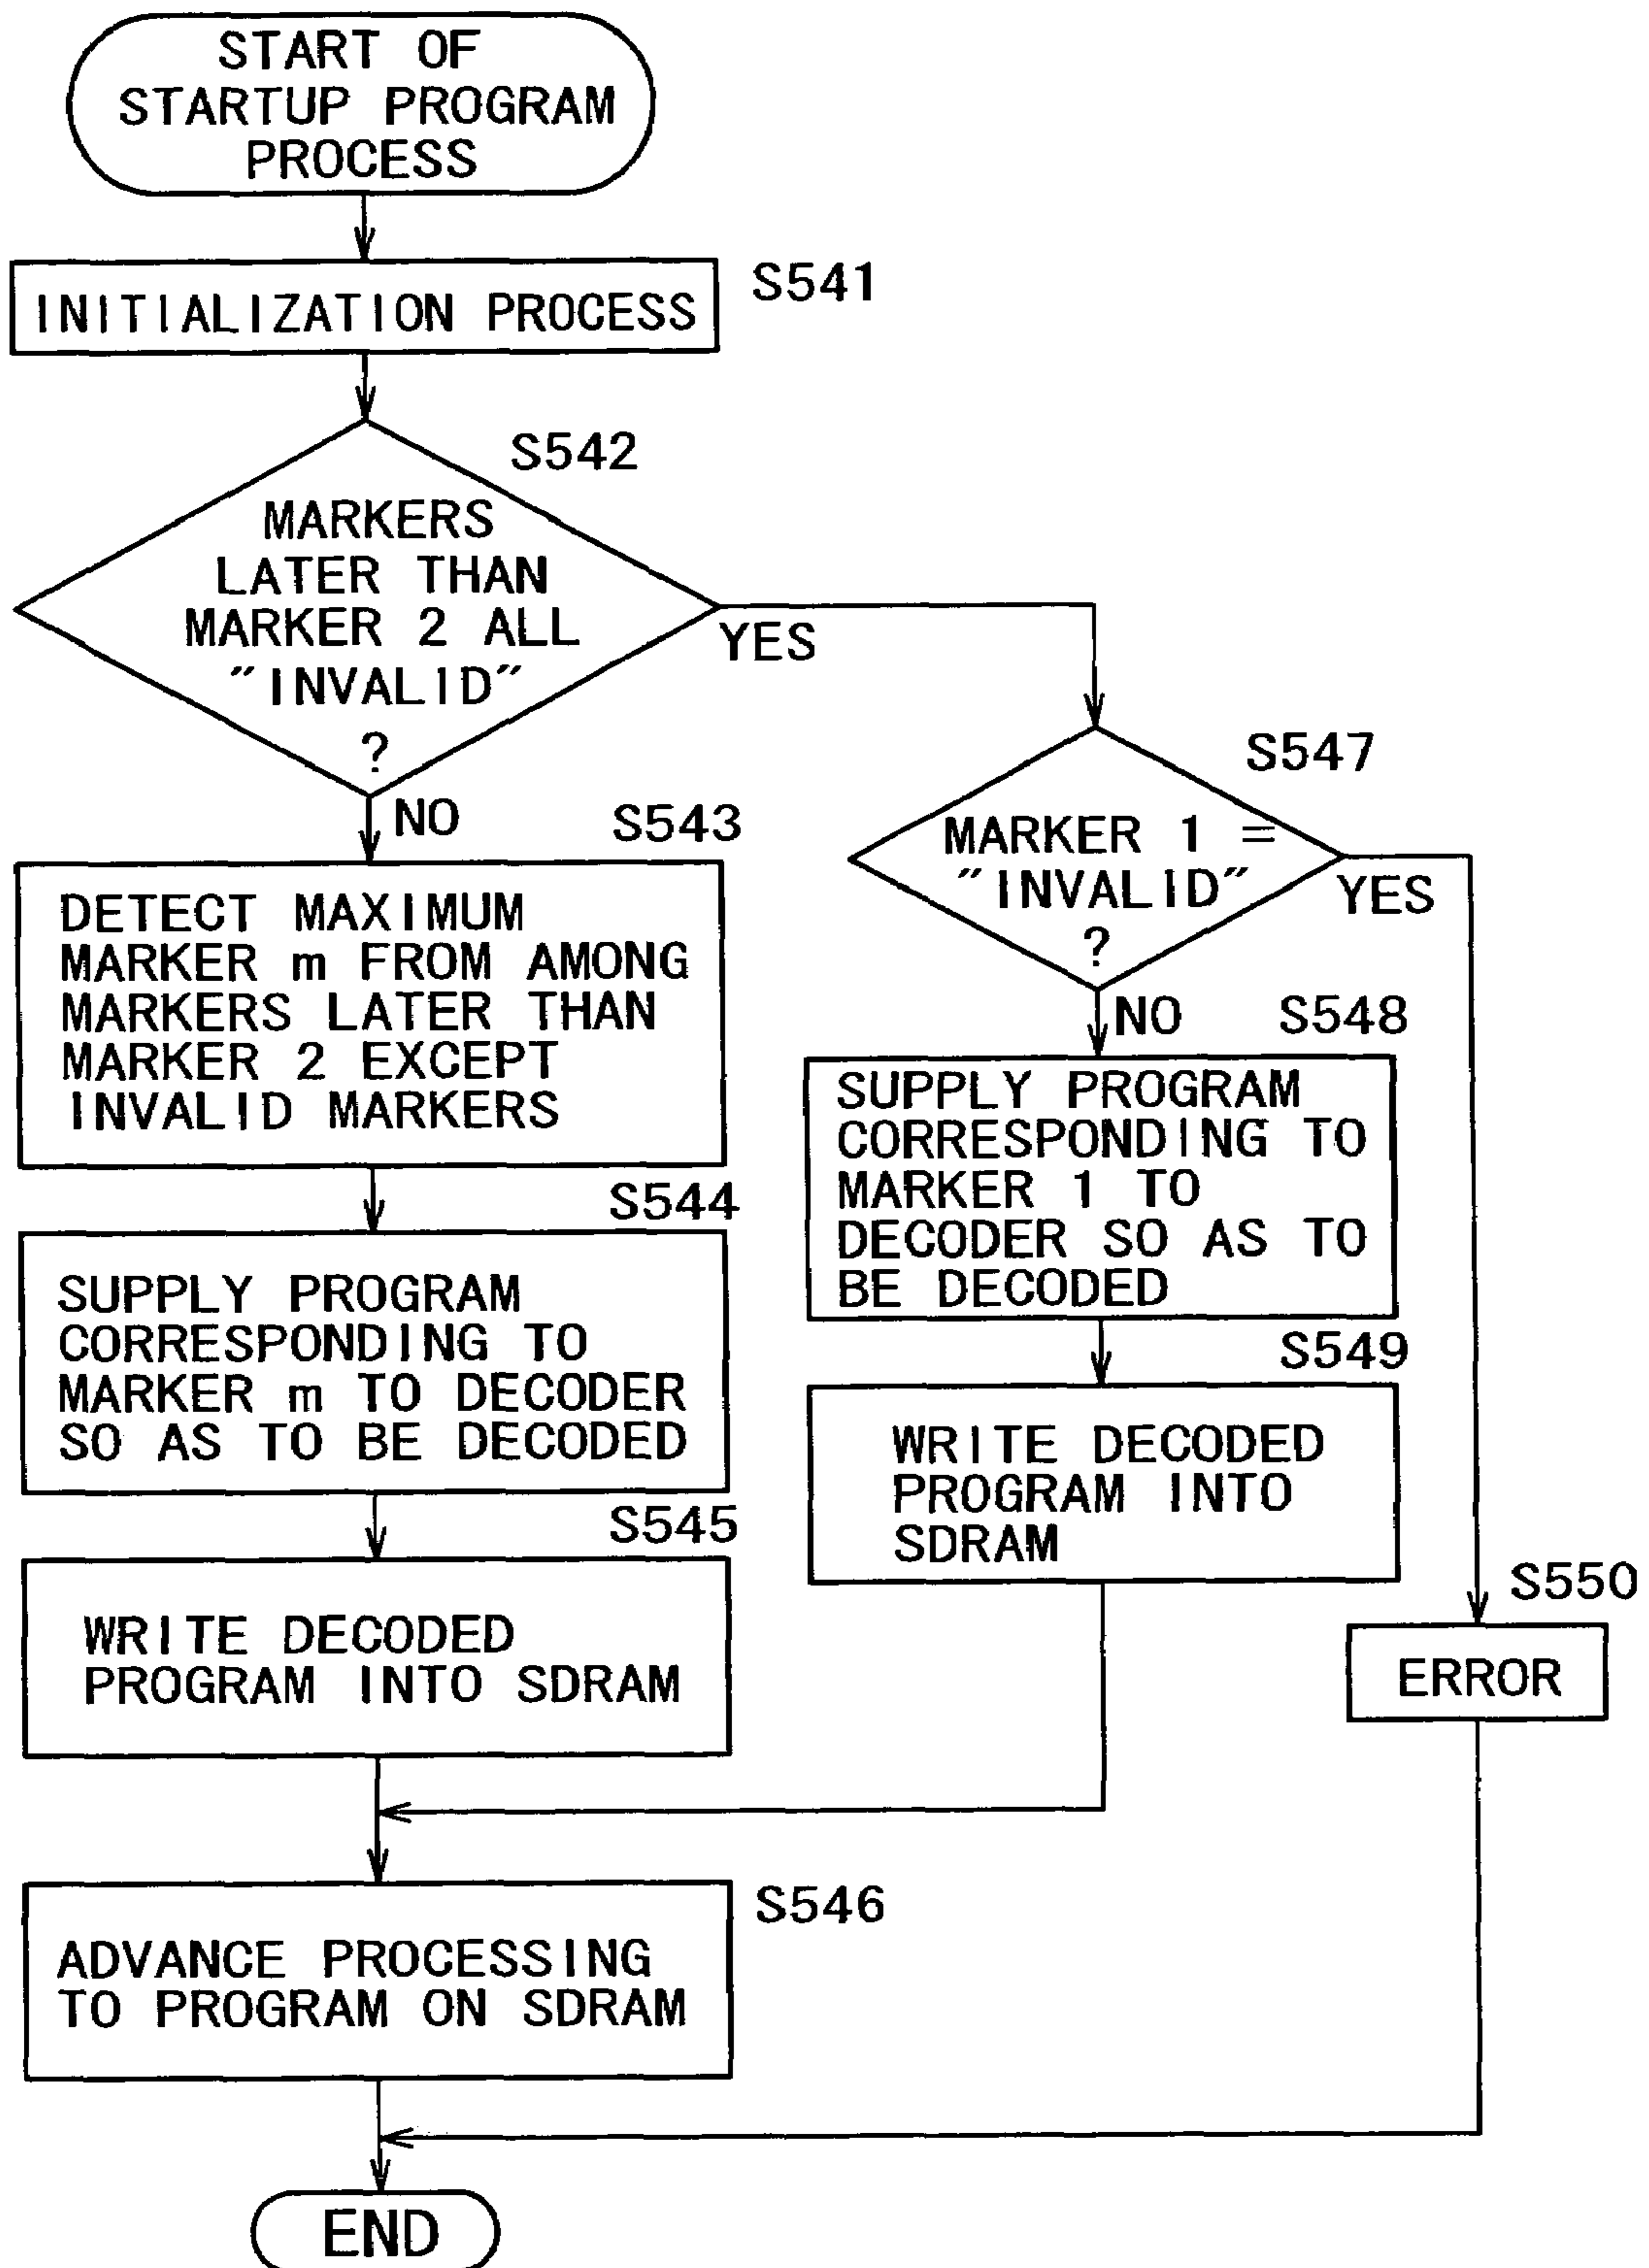 START OF
STARTUP PROGRAM
PROCESS
INITIALIZATION PROCESS
S541
S542
MARKERS
LATER THAN
MARKER 2 ALL
"INVALID"
?
YES
NO
S543
DETECT MAXIMUM
MARKER m FROM AMONG
MARKERS LATER THAN
MARKER 2 EXCEPT
INVALID MARKERS
S544
SUPPLY PROGRAM
CORRESPONDING TO
MARKER m TO DECODER
SO AS TO BE DECODED
S545
WRITE DECODED
PROGRAM INTO SDRAM
S546
ADVANCE PROCESSING
TO PROGRAM ON SDRAM
S547
MARKER 1 =
"INVALID"
?
YES
NO
S548
SUPPLY PROGRAM
CORRESPONDING TO
MARKER 1 TO
DECODER SO AS TO
BE DECODED
S549
WRITE DECODED
PROGRAM INTO
SDRAM
S550
ERROR
END